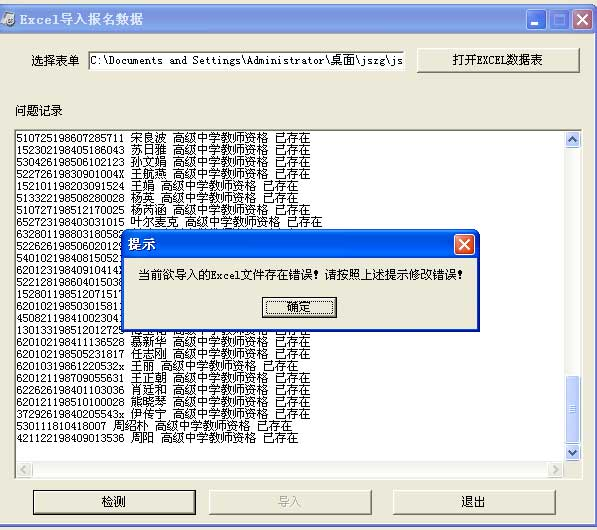 Excel导入报名数据
选择表单 C:\Documents and Settings\Administrator\桌面\jszg\js 打开EXCEL数据表
问题记录
510725198607285711 宋良波 高级中学教师资格 已存在
152302198405186043 苏日雅 高级中学教师资格 已存在
530426198506102123 孙文娟 高级中学教师资格 已存在
52272619830901004X 王航燕 高级中学教师资格 已存在
152101198203091524 王娟 高级中学教师资格 已存在
513322198508280028 杨英 高级中学教师资格 已存在
510727198512170025 杨芮涵 高级中学教师资格 已存在
652723198403031015 叶尔麦克 高级中学教师资格 已存在
63280119880318058
52262619850602012
54010219840815052
62012319840910414
52212819860401503
15280119851207151
62010219850301581
45082119841002304
130133198512012725 高级中学教师资格 已存在
620102198411136528 慕新华 高级中学教师资格 已存在
620102198505231817 任志刚 高级中学教师资格 已存在
62010319861220532x 王丽 高级中学教师资格 已存在
620121198709055631 王正朝 高级中学教师资格 已存在
622626198401103036 肖廷和 高级中学教师资格 已存在
620121198510100028 熊晓琴 高级中学教师资格 已存在
37292619840205543x 伊传宁 高级中学教师资格 已存在
530111810418007 周绍朴 高级中学教师资格 已存在
421122198409013536 周阳 高级中学教师资格 已存在
提示
当前欲导入的Excel文件存在错误！请按照上述提示修改错误！
确定
检测 导入 退出